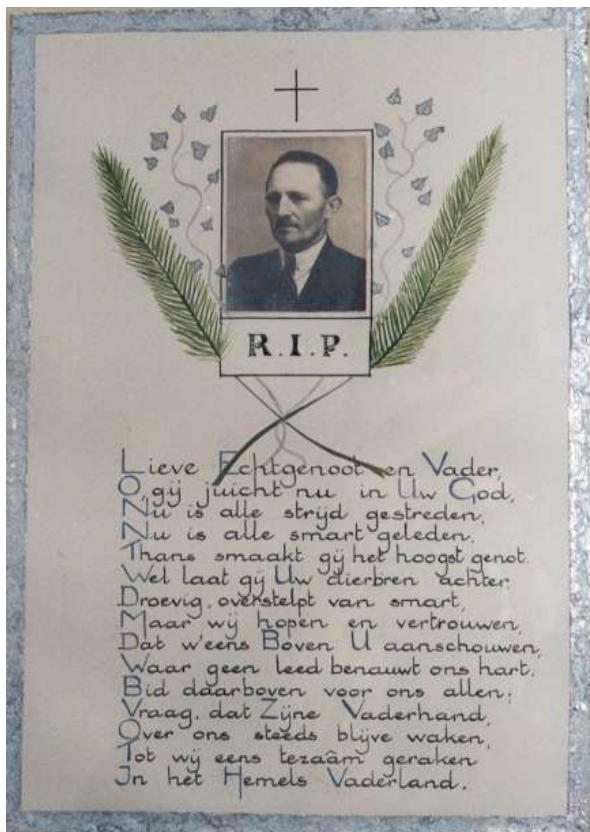 R.I.P.
Lieve Echtgenoot en Vader,
O, gij juicht nu in Uw God,
Nu is alle strijd gestreden,
Nu is alle smart geleden,
Thans smaakt gij het hoogst genot.
Wel laat gij Uw dierbren achter
Droevig, overstelpt van smart,
Maar wij hopen en vertrouwen,
Dat w'eens Boven U aanschouwen,
Waar geen leed benauwt ons hart.
Bid daarboven voor ons allen;
Vraag, dat Zijne Vaderhand,
Over ons steeds blijve waken,
Tot wij eens tezaâm geraken
In het Hemels Vaderland.